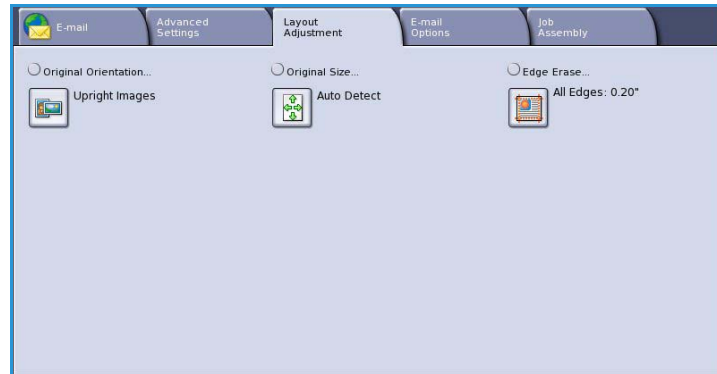 E-mail
Advanced
Settings
Layout
Adjustment
E-mail
Options
Job
Assembly
Original Orientation...
Original Size...
Edge Erase...
Upright Images
Auto Detect
All Edges: 0.20"